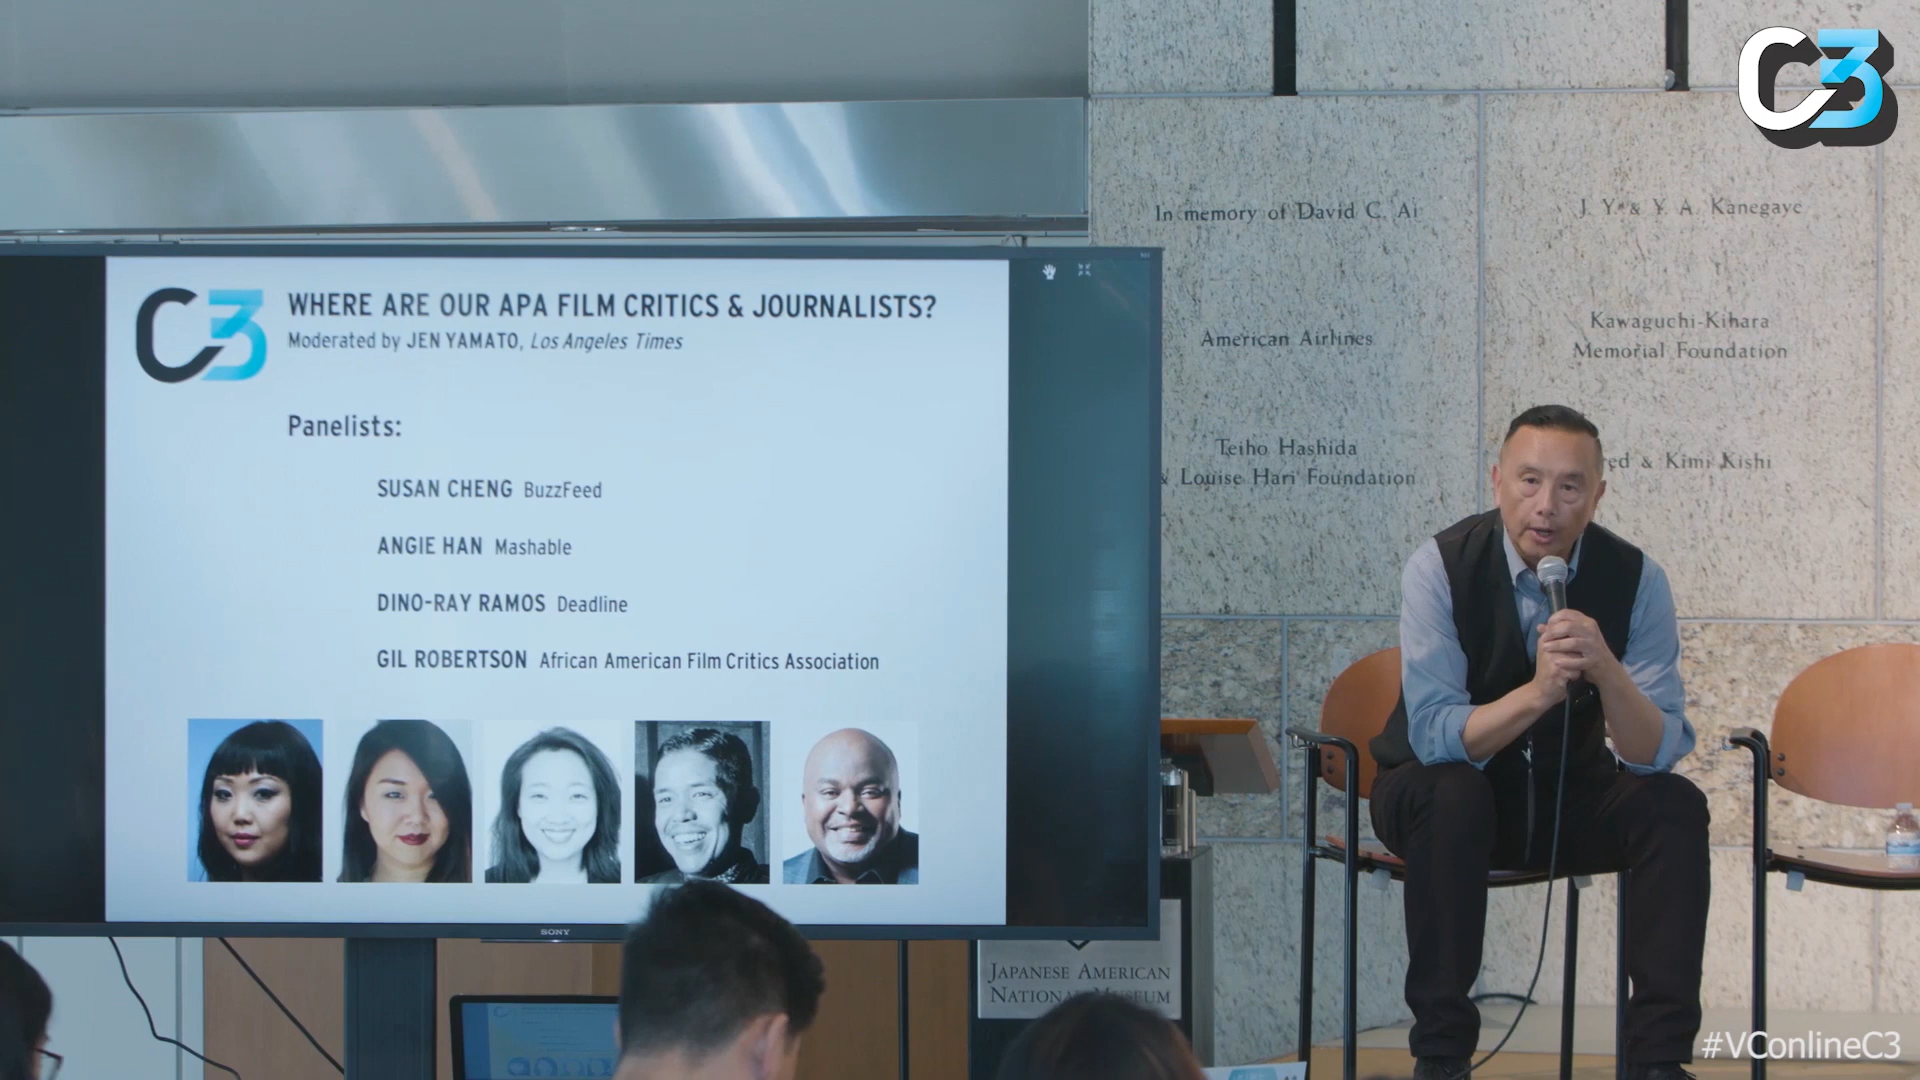 C3
In memory of David C. Ai
J. Y. & Y. A. Kanegaye
American Airlines
Kawaguchi-Kihara
Memorial Foundation
Teiho Hashida
& Louise Hari Foundation
& Kimi Kishi
C3
WHERE ARE OUR APA FILM CRITICS & JOURNALISTS?
Moderated by JEN YAMATO, Los Angeles Times
Panelists:
SUSAN CHENG BuzzFeed
ANGIE HAN Mashable
DINO-RAY RAMOS Deadline
GIL ROBERTSON African American Film Critics Association
SONY
JAPANESE AMERICAN
NATIONAL MUSEUM
#VConlineC3